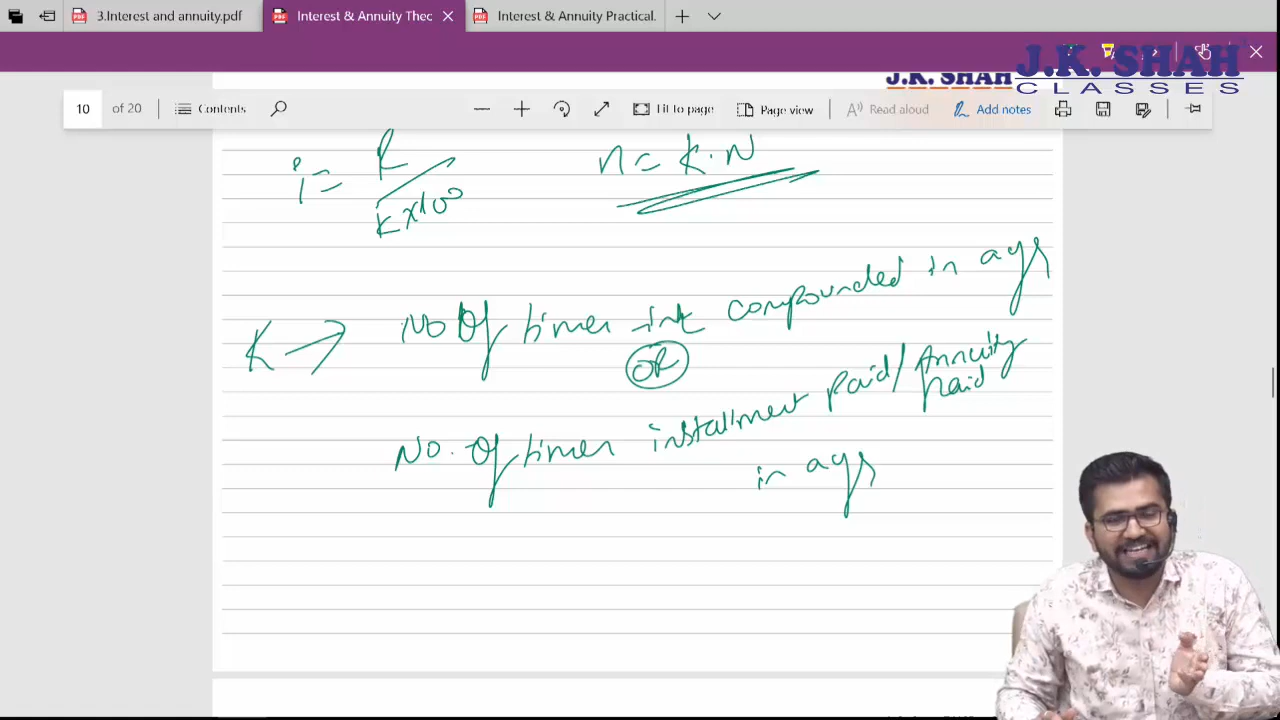 3.Interest and annuity.pdf
Interest & Annuity Thec
Interest & Annuity Practical.
J.K. SHAH
CLASSES
J.K. SHAH
10 of 20
Contents
Fit to page
Page view
Read aloud
Add notes
i = R / K×100
n = K.N
K → No Of times int compounded in a yr
OR
No. Of times installment paid/Annuity paid
in a yr